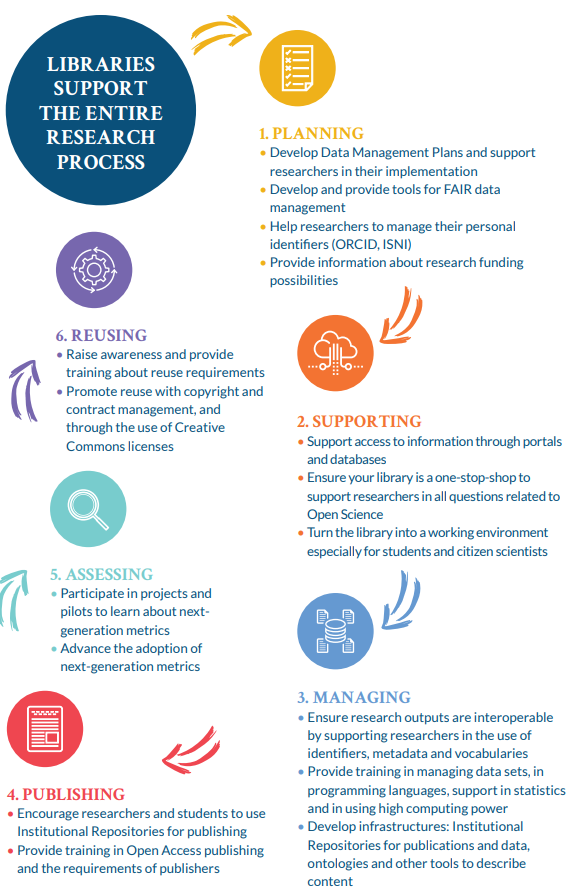 LIBRARIES
SUPPORT
THE ENTIRE
RESEARCH
PROCESS
1. PLANNING
• Develop Data Management Plans and support
researchers in their implementation
• Develop and provide tools for FAIR data
management
• Help researchers to manage their personal
identifiers (ORCID, ISNI)
• Provide information about research funding
possibilities
2. SUPPORTING
• Support access to information through portals
and databases
• Ensure your library is a one-stop-shop to
support researchers in all questions related to
Open Science
• Turn the library into a working environment
especially for students and citizen scientists
3. MANAGING
• Ensure research outputs are interoperable
by supporting researchers in the use of
identifiers, metadata and vocabularies
• Provide training in managing data sets, in
programming languages, support in statistics
and in using high computing power
• Develop infrastructures: Institutional
Repositories for publications and data,
ontologies and other tools to describe
content
4. PUBLISHING
• Encourage researchers and students to use
Institutional Repositories for publishing
• Provide training in Open Access publishing
and the requirements of publishers
5. ASSESSING
• Participate in projects and
pilots to learn about next-
generation metrics
• Advance the adoption of
next-generation metrics
6. REUSING
• Raise awareness and provide
training about reuse requirements
• Promote reuse with copyright and
contract management, and
through the use of Creative
Commons licenses